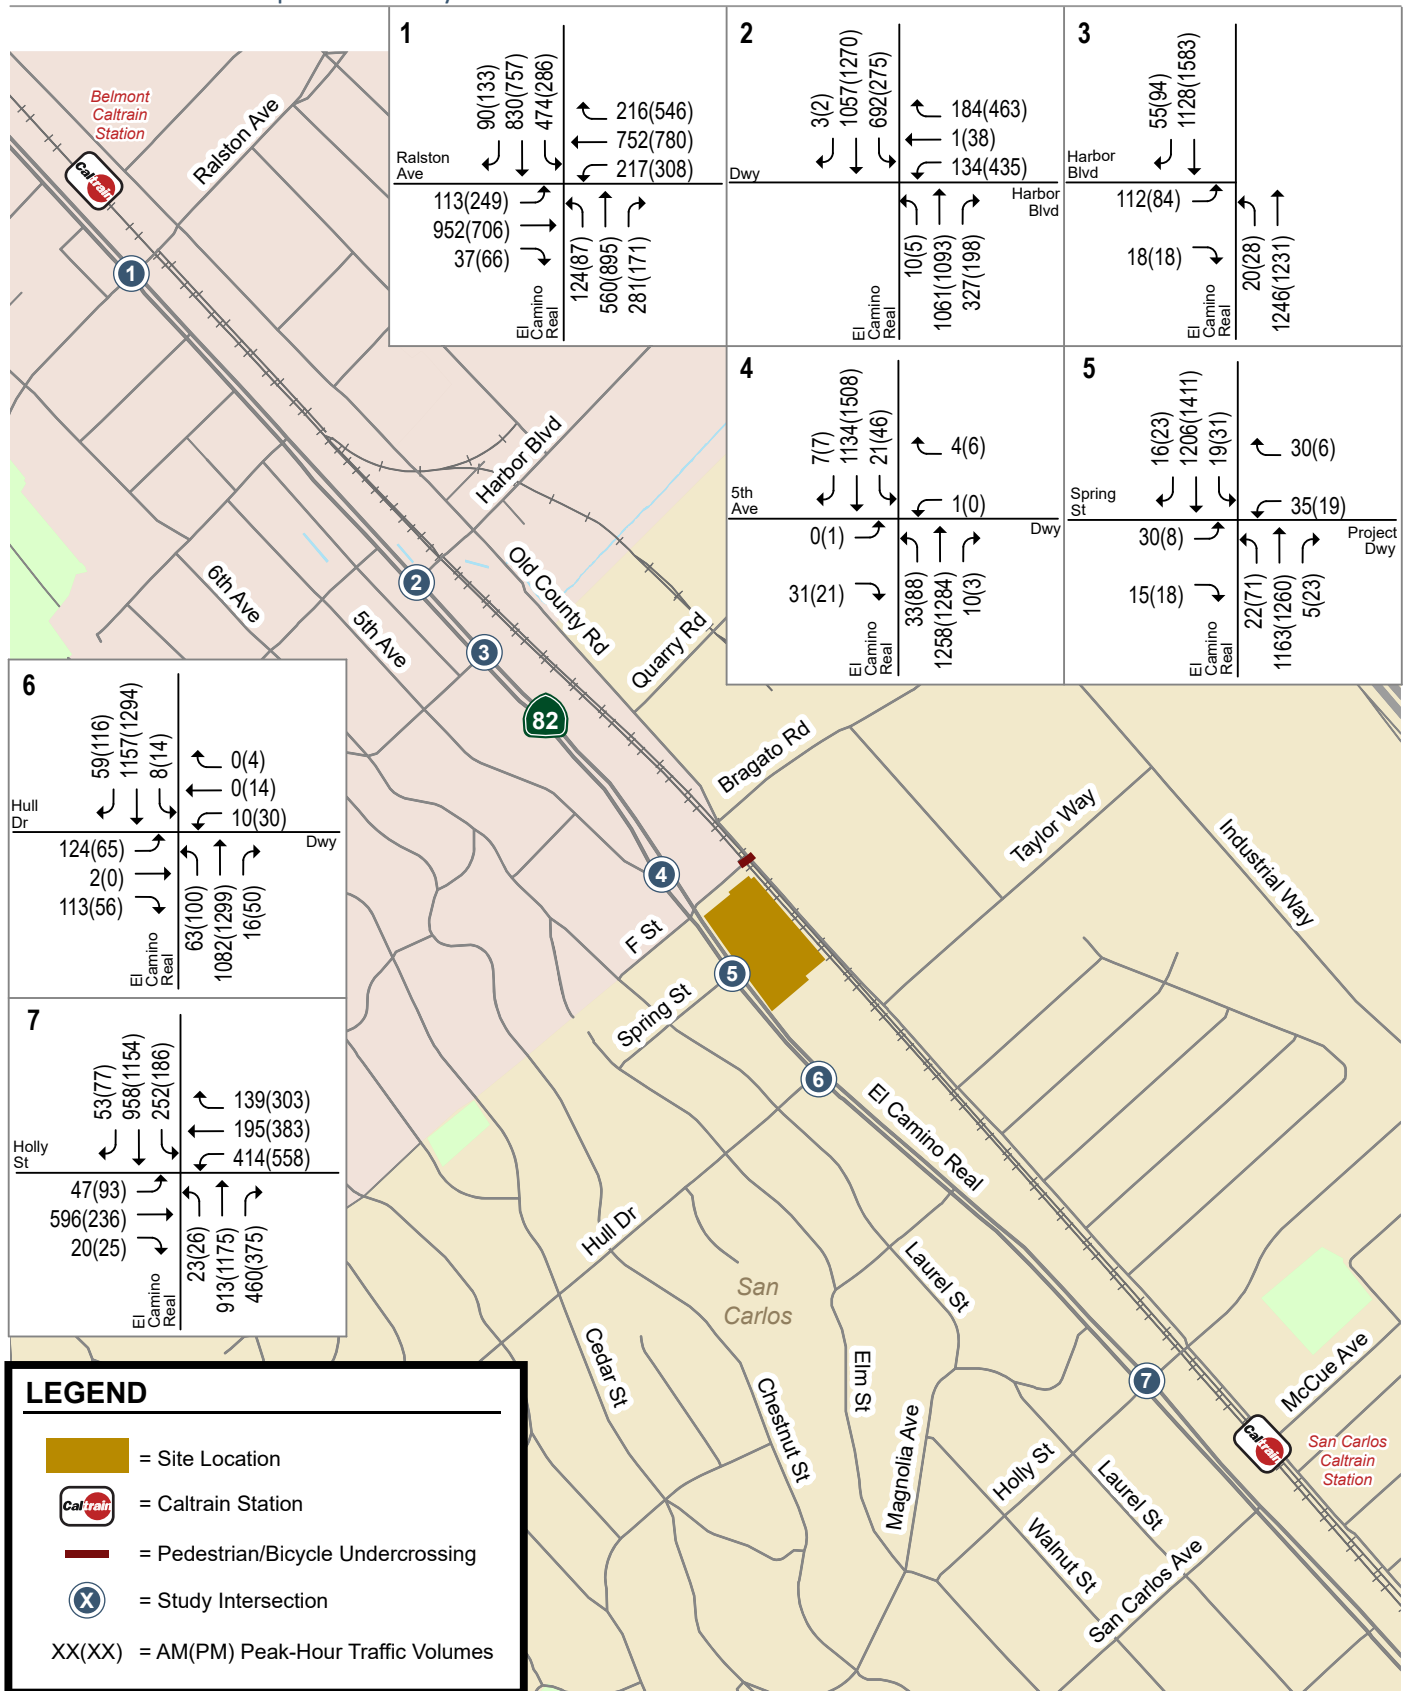 1
90(133)
830(757)
474(286)
216(546)
752(780)
217(308)
Ralston
Ave
113(249)
952(706)
37(66)
124(87)
560(895)
281(171)
El
Camino
Real
2
3(2)
1057(1270)
692(275)
184(463)
1(38)
134(435)
Dwy
Harbor
Blvd
10(5)
1061(1093)
327(198)
El
Camino
Real
3
55(94)
1128(1583)
Harbor
Blvd
112(84)
18(18)
20(28)
1246(1231)
El
Camino
Real
4
7(7)
1134(1508)
21(46)
4(6)
1(0)
5th
Ave
Dwy
0(1)
31(21)
33(88)
1258(1284)
10(3)
El
Camino
Real
5
16(23)
1206(1411)
19(31)
30(6)
35(19)
Spring
St
Project
Dwy
30(8)
15(18)
22(71)
1163(1260)
5(23)
El
Camino
Real
6
59(116)
1157(1294)
8(14)
0(4)
0(14)
10(30)
Hull
Dr
Dwy
124(65)
2(0)
113(56)
63(100)
1082(1299)
16(50)
El
Camino
Real
7
53(77)
958(1154)
252(186)
139(303)
195(383)
414(558)
Holly
St
47(93)
596(236)
20(25)
23(26)
913(1175)
460(375)
El
Camino
Real
Belmont
Caltrain
Station
Caltrain
Ralston Ave
1
Harbor Blvd
2
Old County Rd
6th Ave
5th Ave
3
Quarry Rd
82
Bragato Rd
Taylor Way
Industrial Way
4
F St
5
Spring St
6
El Camino Real
Hull Dr
San
Carlos
Laurel St
Cedar St
Chestnut St
Elm St
Magnolia Ave
7
McCue Ave
Caltrain
San Carlos
Caltrain
Station
Holly St
Laurel St
Walnut St
San Carlos Ave
LEGEND
= Site Location
Caltrain = Caltrain Station
= Pedestrian/Bicycle Undercrossing
X = Study Intersection
XX(XX) = AM(PM) Peak-Hour Traffic Volumes